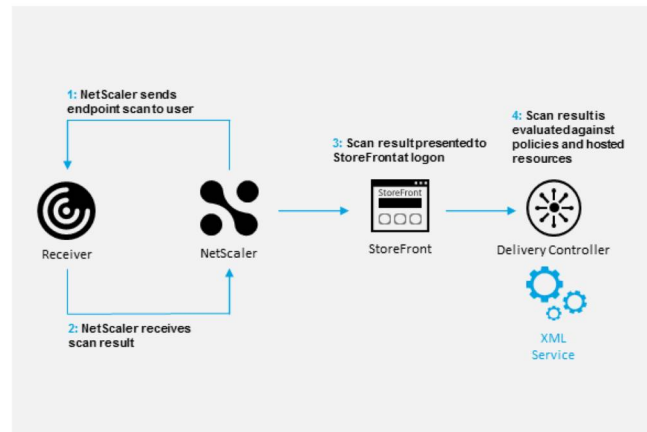 1: NetScaler sends
endpoint scan to user
2: NetScaler receives
scan result
3: Scan result presented to
StoreFront at logon
4: Scan result is
evaluated against
policies and hosted
resources
Receiver
NetScaler
StoreFront
StoreFront
Delivery Controller
XML
Service